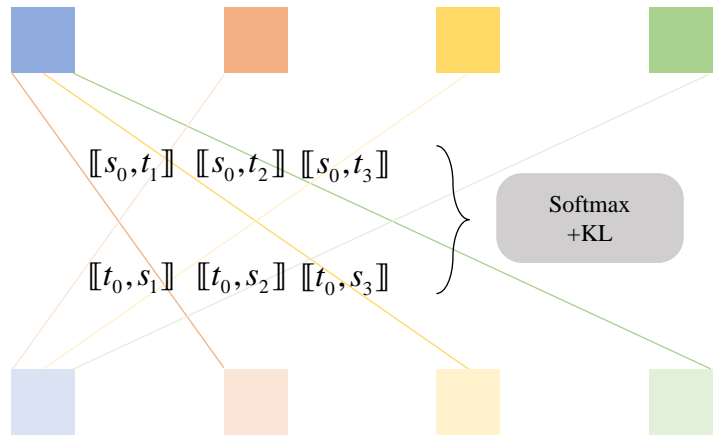 ⟦s₀,t₁⟧ ⟦s₀,t₂⟧ ⟦s₀,t₃⟧
Softmax
+KL
⟦t₀,s₁⟧ ⟦t₀,s₂⟧ ⟦t₀,s₃⟧